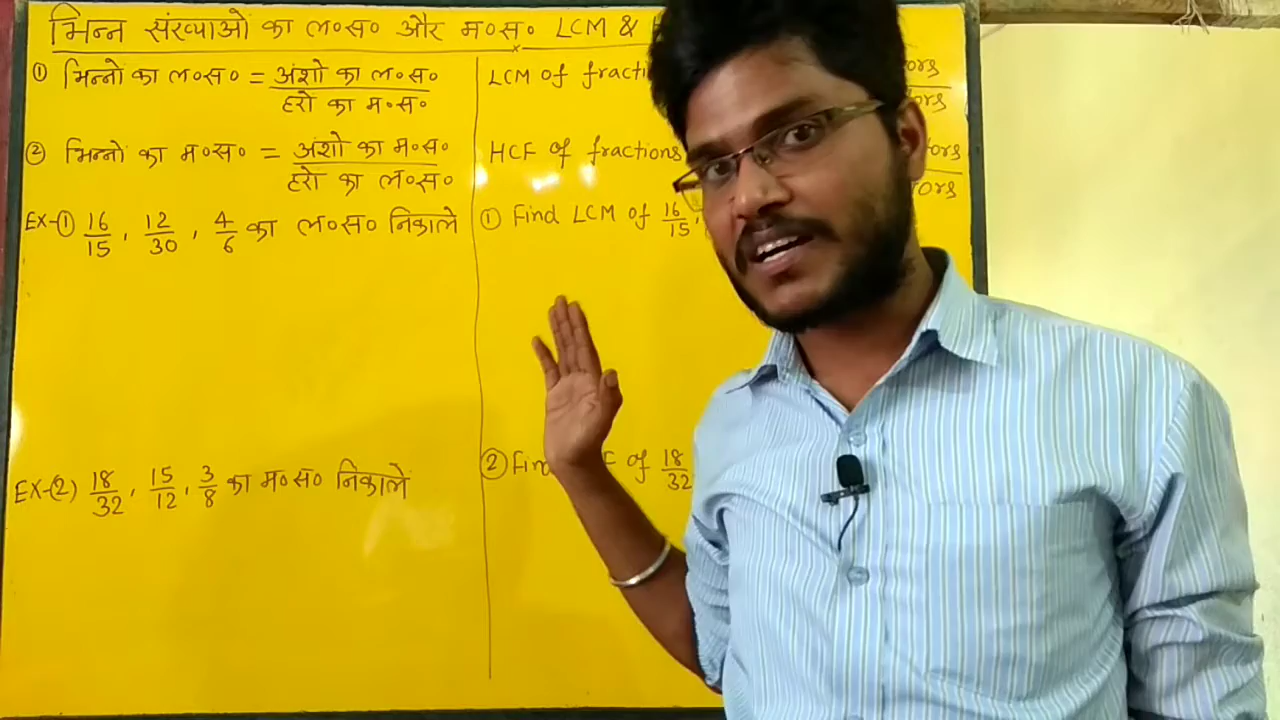 भिन्न संख्याओ का ल०स० और म०स० LCM &
① भिन्नो का ल०स० = अंशो का ल०स०
हरो का म०स०
② भिन्नो का म०स० = अंशो का म०स०
हरो का ल०स०
EX-① 16/15, 12/30, 4/6 का ल०स० निकाले
EX-(2) 18/32, 15/12, 3/8 का म०स० निकाले
LCM of
HCF of fractions
① Find LCM of 16/15,
② of 18/32